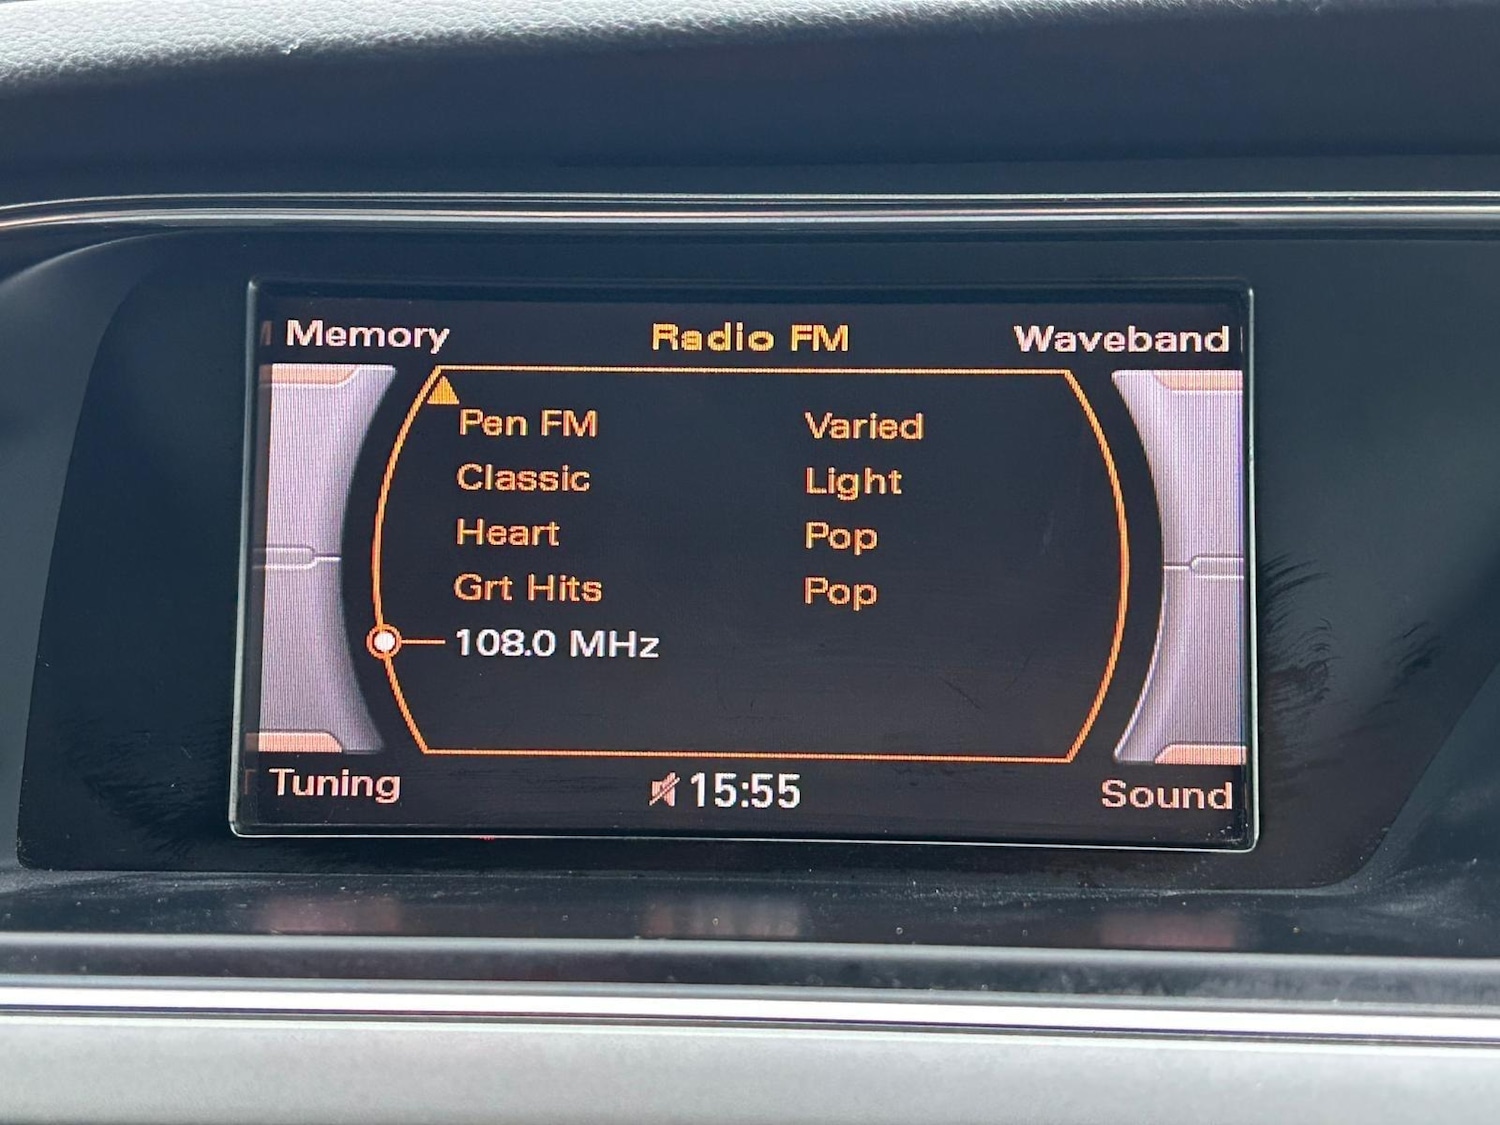 Memory Radio FM Waveband
Pen FM Varied
Classic Light
Heart Pop
Grt Hits Pop
108.0 MHz
Tuning 15:55 Sound